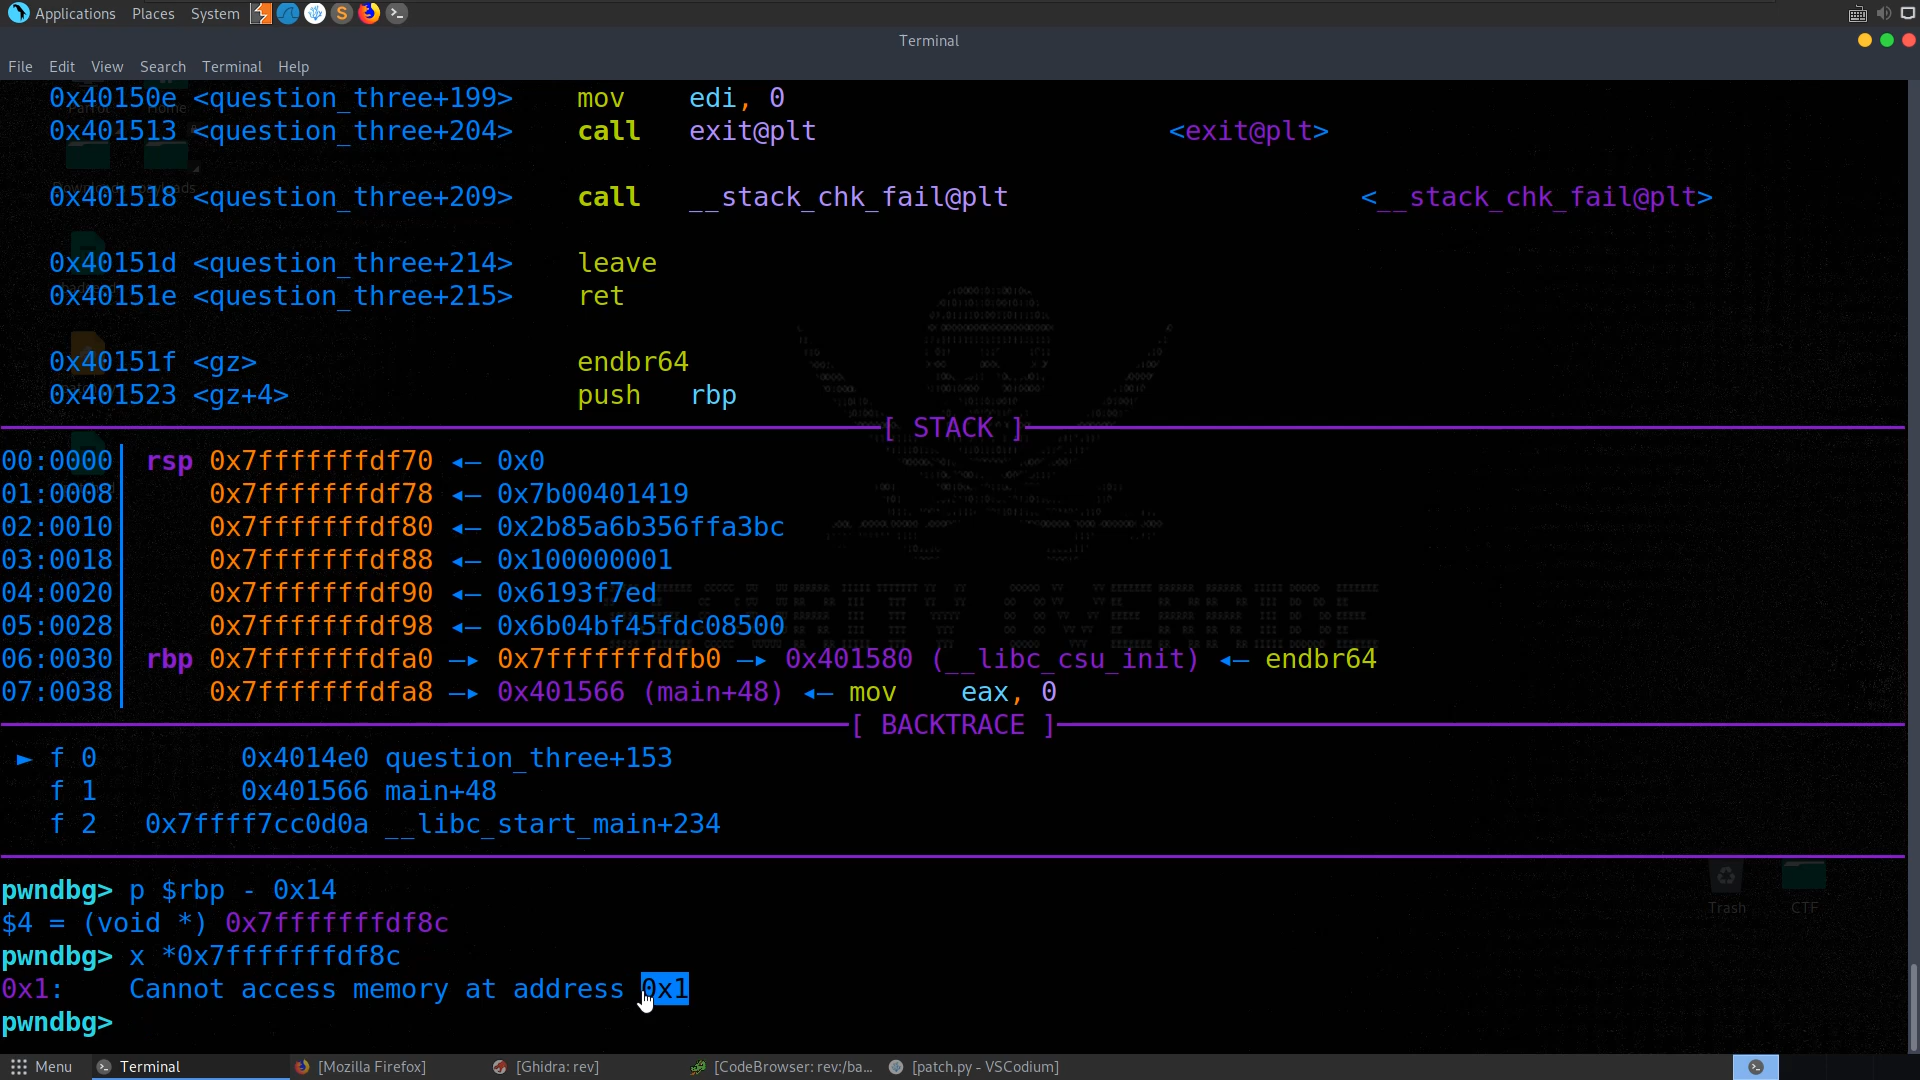 Applications Places System
Terminal
File Edit View Search Terminal Help
0x40150e <question_three+199> mov edi, 0
0x401513 <question_three+204> call exit@plt <exit@plt>
0x401518 <question_three+209> call __stack_chk_fail@plt <__stack_chk_fail@plt>
0x40151d <question_three+214> leave
0x40151e <question_three+215> ret
0x40151f <gz> endbr64
0x401523 <gz+4> push rbp
[ STACK ]
00:0000│ rsp 0x7fffffffdf70 ◂— 0x0
01:0008│ 0x7fffffffdf78 ◂— 0x7b00401419
02:0010│ 0x7fffffffdf80 ◂— 0x2b85a6b356ffa3bc
03:0018│ 0x7fffffffdf88 ◂— 0x100000001
04:0020│ 0x7fffffffdf90 ◂— 0x6193f7ed
05:0028│ 0x7fffffffdf98 ◂— 0x6b04bf45fdc08500
06:0030│ rbp 0x7fffffffdfa0 —▸ 0x7fffffffdfb0 —▸ 0x401580 (__libc_csu_init) ◂— endbr64
07:0038│ 0x7fffffffdfa8 —▸ 0x401566 (main+48) ◂— mov eax, 0
[ BACKTRACE ]
► f 0 0x4014e0 question_three+153
f 1 0x401566 main+48
f 2 0x7ffff7cc0d0a __libc_start_main+234
pwndbg> p $rbp - 0x14
$4 = (void *) 0x7fffffffdf8c
pwndbg> x *0x7fffffffdf8c
0x1: Cannot access memory at address 0x1
pwndbg>
Trash CTF
Menu Terminal [Mozilla Firefox] [Ghidra: rev] [CodeBrowser: rev:/ba... [patch.py - VSCodium]